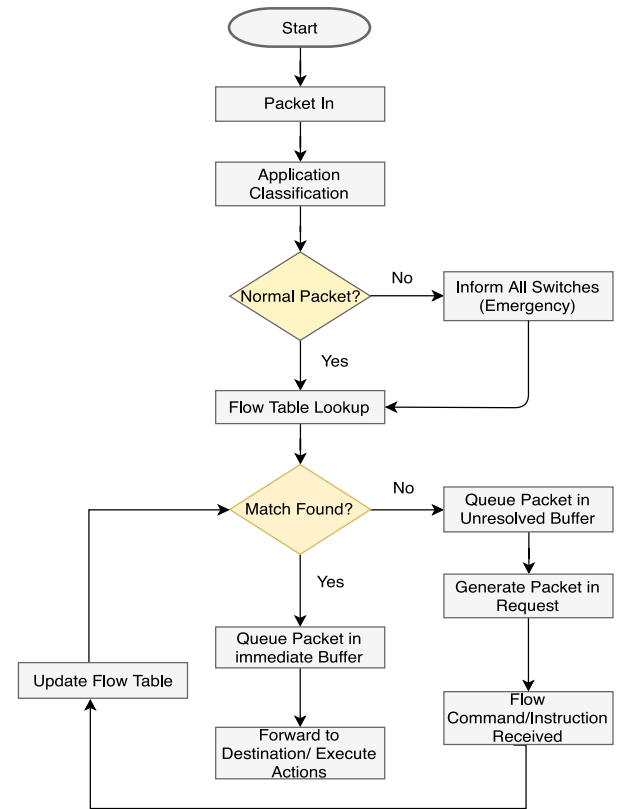 Start
Packet In
Application
Classification
Normal Packet?
No
Inform All Switches
(Emergency)
Yes
Flow Table Lookup
Match Found?
No
Queue Packet in
Unresolved Buffer
Yes
Generate Packet in
Request
Queue Packet in
immediate Buffer
Update Flow Table
Flow
Command/Instruction
Received
Forward to
Destination/ Execute
Actions